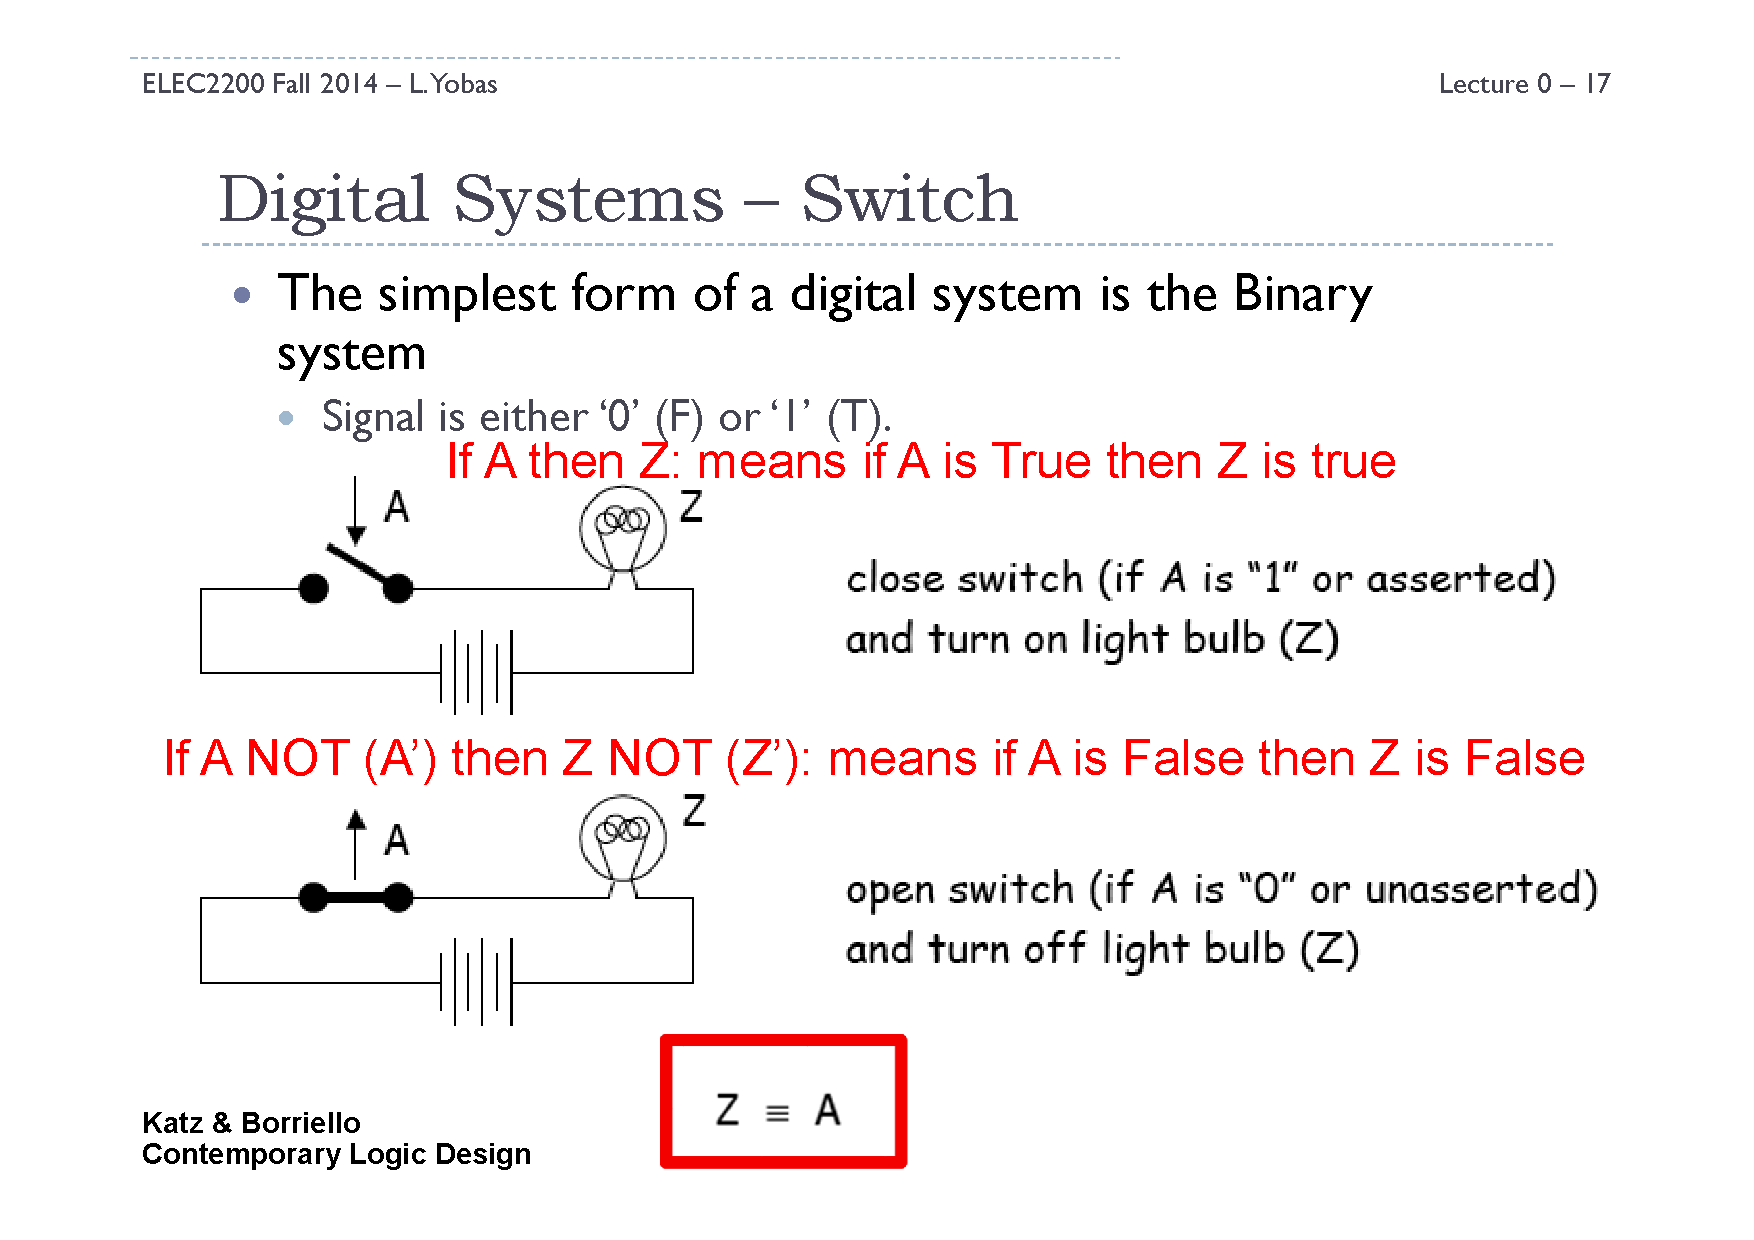 ELEC2200 Fall 2014 – L.Yobas
Lecture 0 – 17
Digital Systems – Switch
• The simplest form of a digital system is the Binary
system
• Signal is either ‘0’ (F) or ‘1’ (T).
If A then Z: means if A is True then Z is true
A
Z
close switch (if A is “1” or asserted)
and turn on light bulb (Z)
If A NOT (A’) then Z NOT (Z’): means if A is False then Z is False
A
Z
open switch (if A is “0” or unasserted)
and turn off light bulb (Z)
Z ≡ A
Katz & Borriello
Contemporary Logic Design